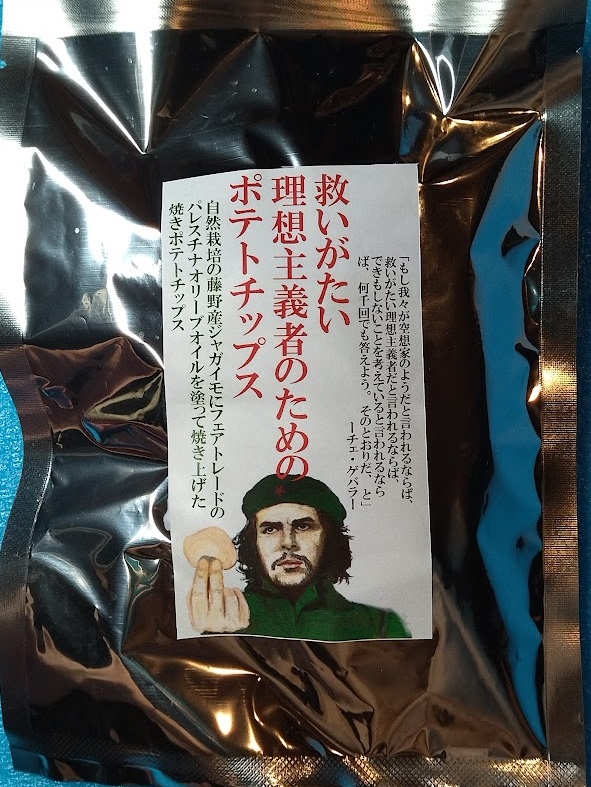 「もし我々が空想家のようだと言われるならば、
救いがたい理想主義者だと言われるならば、
できもしないことを考えていると言われるなら
ば、何千回でも答えよう。そのとおりだ、と」
ーチェ・ゲバラー
救いがたい
理想主義者のための
ポテトチップス
自然栽培の藤野産ジャガイモにフェアトレードの
パレスチナオリーブオイルを塗って焼き上げた
焼きポテトチップス